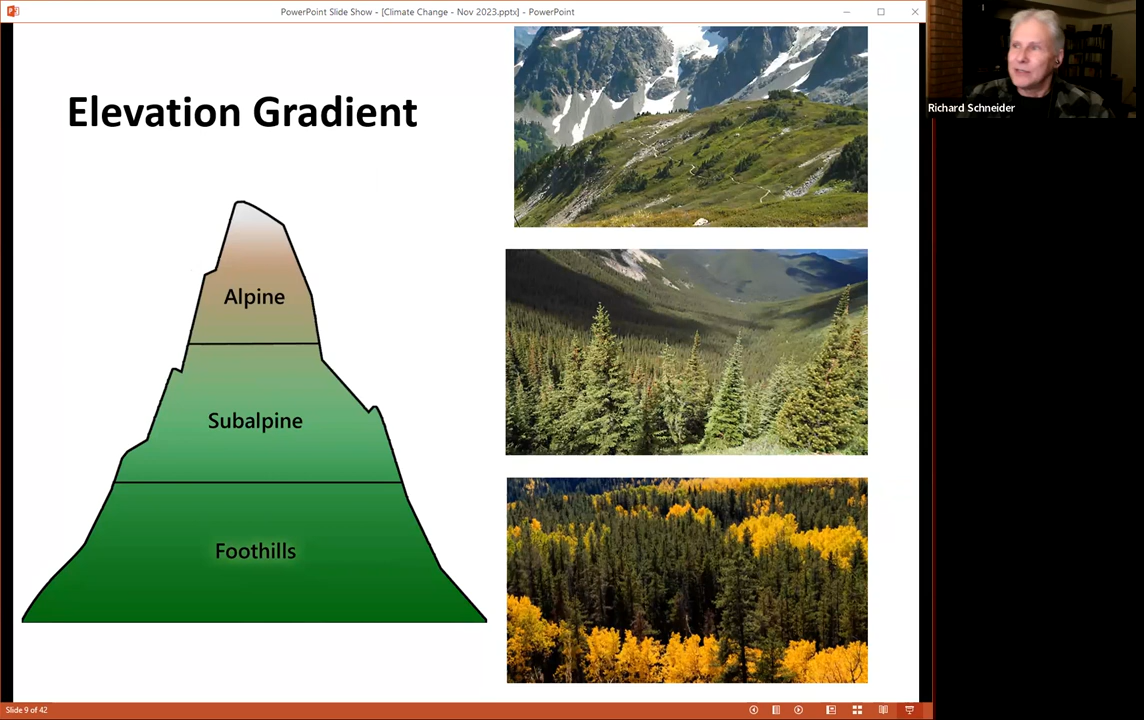 PowerPoint Slide Show - [Climate Change - Nov 2023.pptx] - PowerPoint
Richard Schneider
Elevation Gradient
Alpine
Subalpine
Foothills
Slide 9 of 42